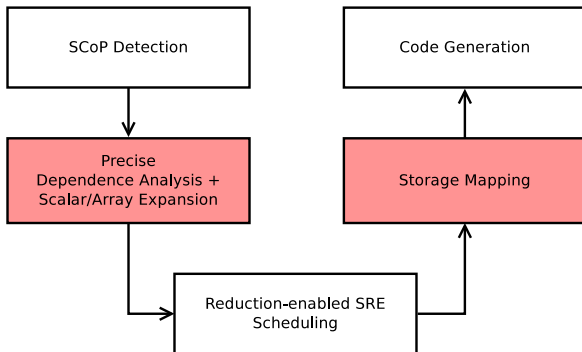 SCoP Detection
Code Generation
Precise
Dependence Analysis +
Scalar/Array Expansion
Storage Mapping
Reduction-enabled SRE
Scheduling